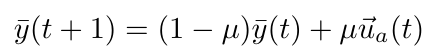 ȳ(t + 1) = (1 − μ)ȳ(t) + μu⃗ₐ(t)